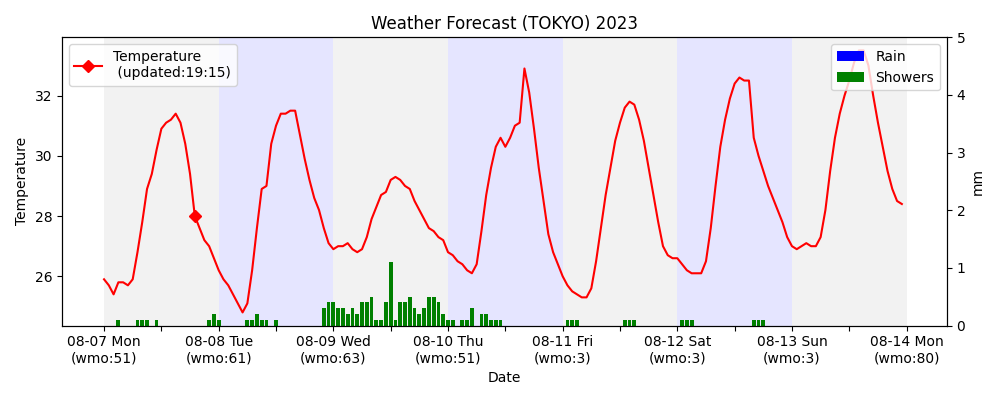 Weather Forecast (TOKYO) 2023
Temperature
(updated:19:15)
Rain
Showers
Temperature
32
30
28
26
5
4
3
2
1
0
mm
08-07 Mon
(wmo:51)
08-08 Tue
(wmo:61)
08-09 Wed
(wmo:63)
08-10 Thu
(wmo:51)
08-11 Fri
(wmo:3)
08-12 Sat
(wmo:3)
08-13 Sun
(wmo:3)
08-14 Mon
(wmo:80)
Date